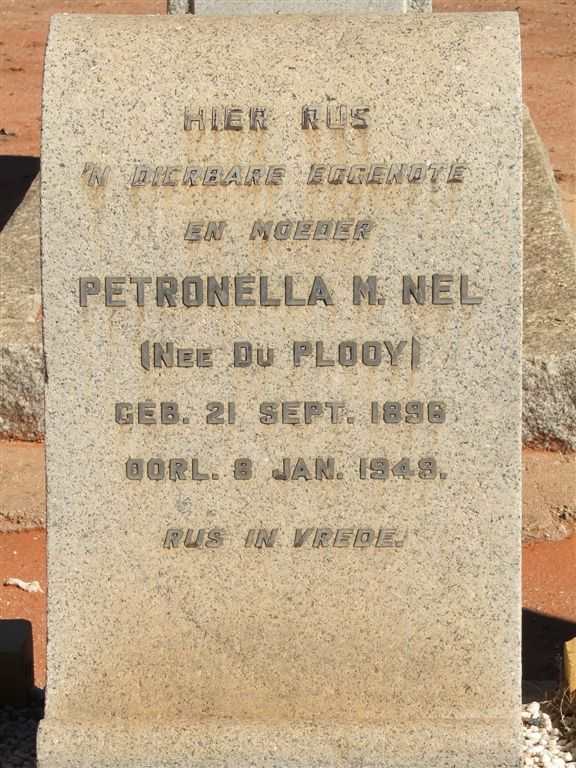 HIER RUS
'N DIERBARE EGGENOTE
EN MOEDER
PETRONELLA M. NEL
(NEE DU PLOOY)
GEB. 21 SEPT. 1896
OORL. 8 JAN. 1949.
RUS IN VREDE.